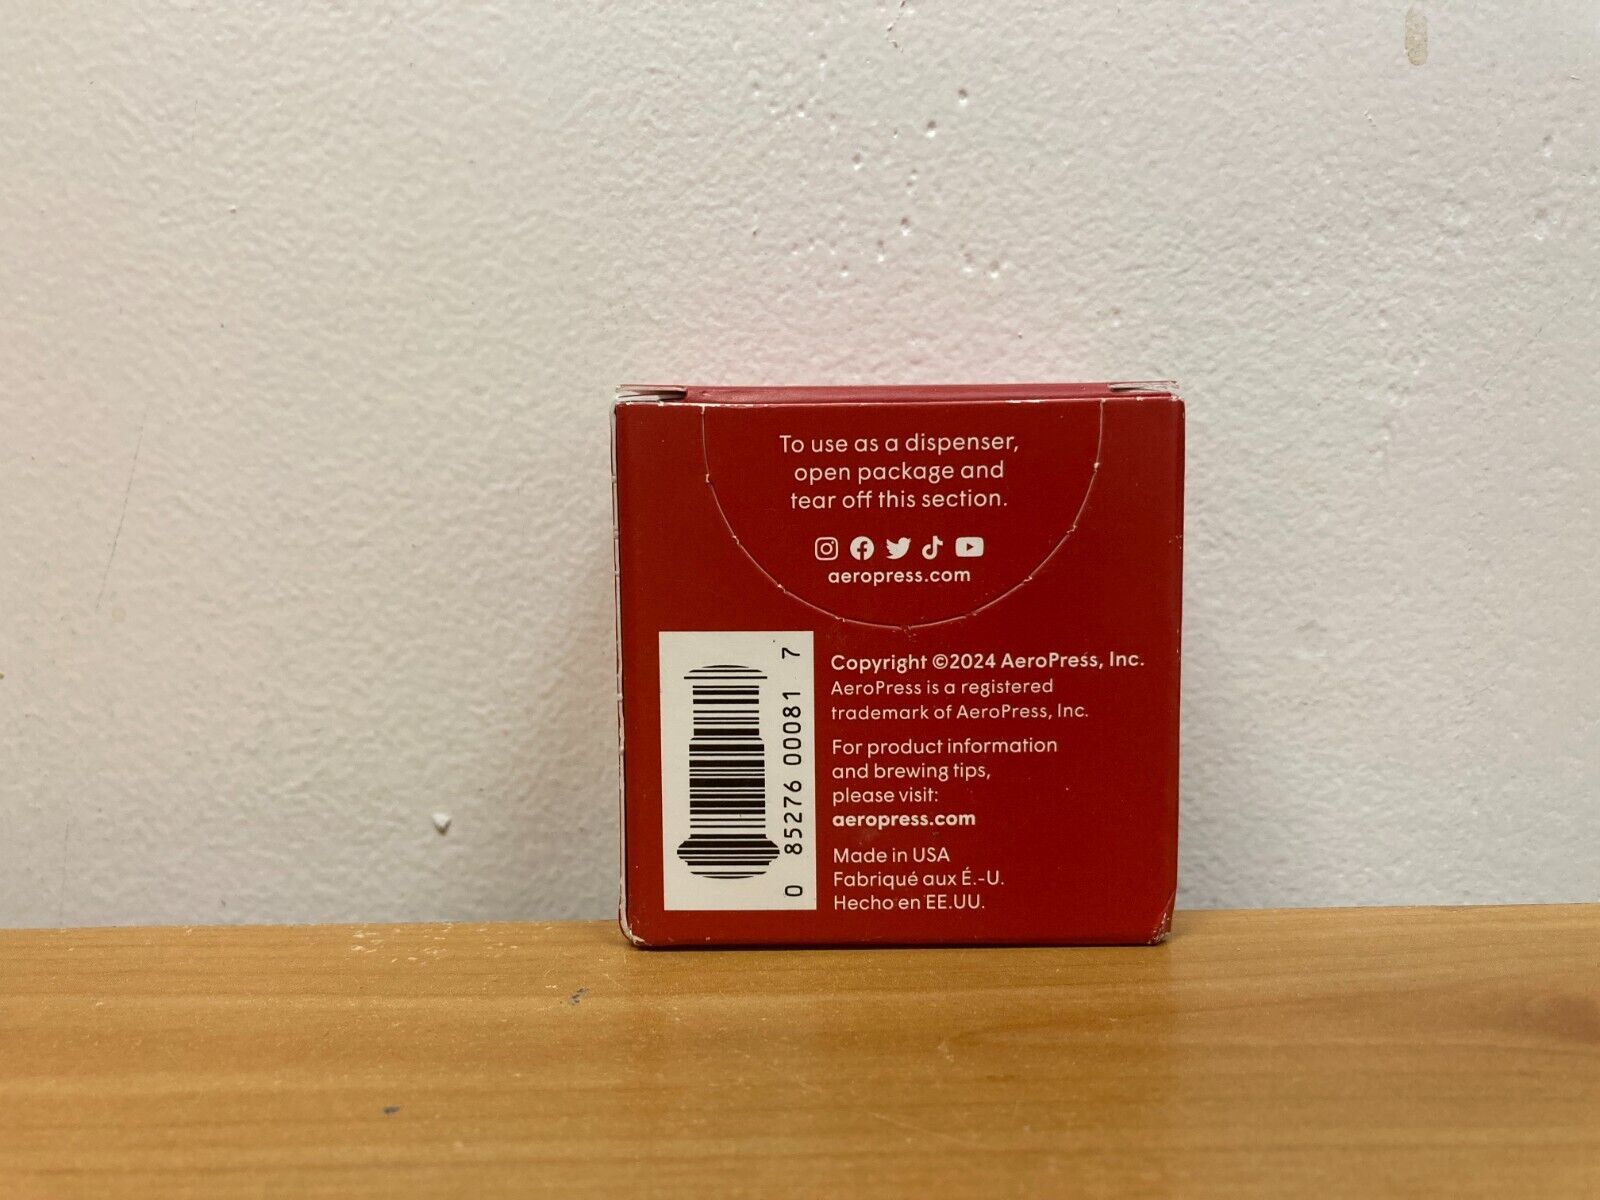 To use as a dispenser,
open package and
tear off this section.
aeropress.com
0 85276 00081 7
Copyright ©2024 AeroPress, Inc.
AeroPress is a registered
trademark of AeroPress, Inc.
For product information
and brewing tips,
please visit:
aeropress.com
Made in USA
Fabriqué aux É.-U.
Hecho en EE.UU.